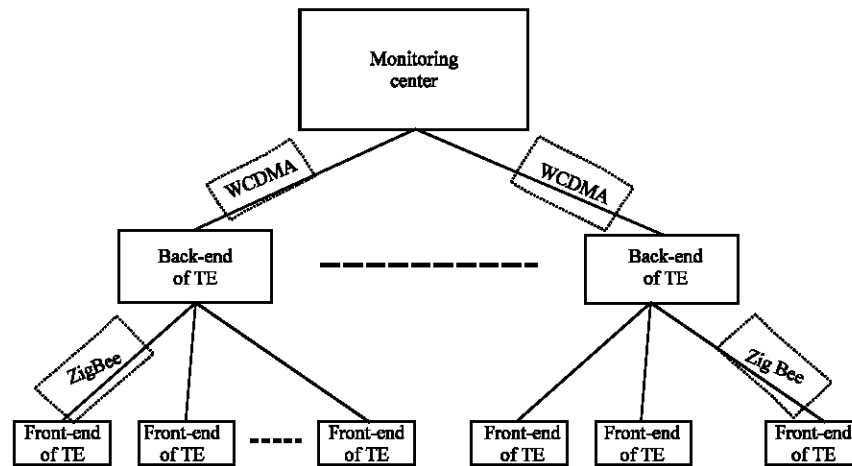 Monitoring
center
WCDMA
WCDMA
Back-end
of TE
Back-end
of TE
ZigBee
Zig Bee
Front-end
of TE
Front-end
of TE
Front-end
of TE
Front-end
of TE
Front-end
of TE
Front-end
of TE